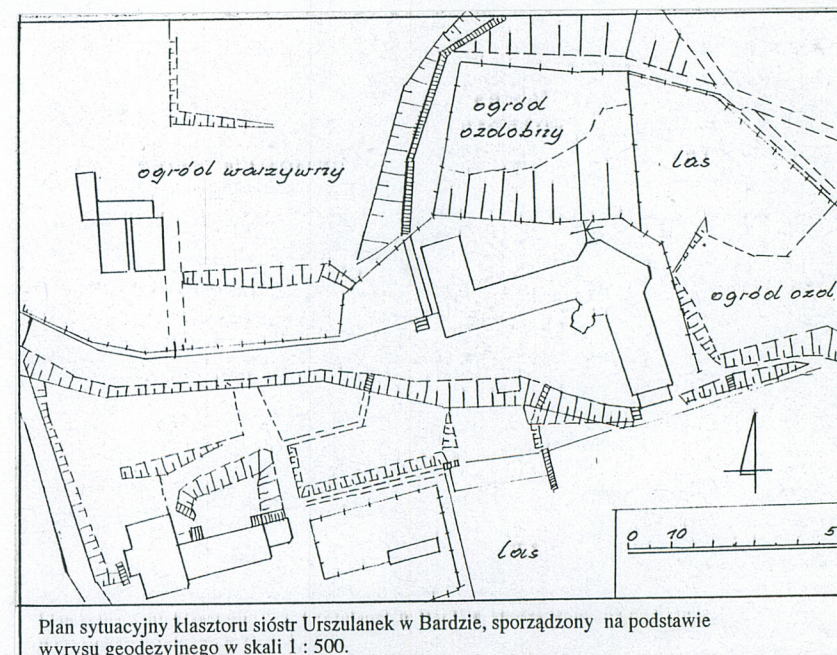 ogród
ozdobny
las
ogród warzywny
ogród ozd
0 10 5
las
Plan sytuacyjny klasztoru sióstr Urszulanek w Bardzie, sporządzony na podstawie
wyrysu geodezyjnego w skali 1 : 500.